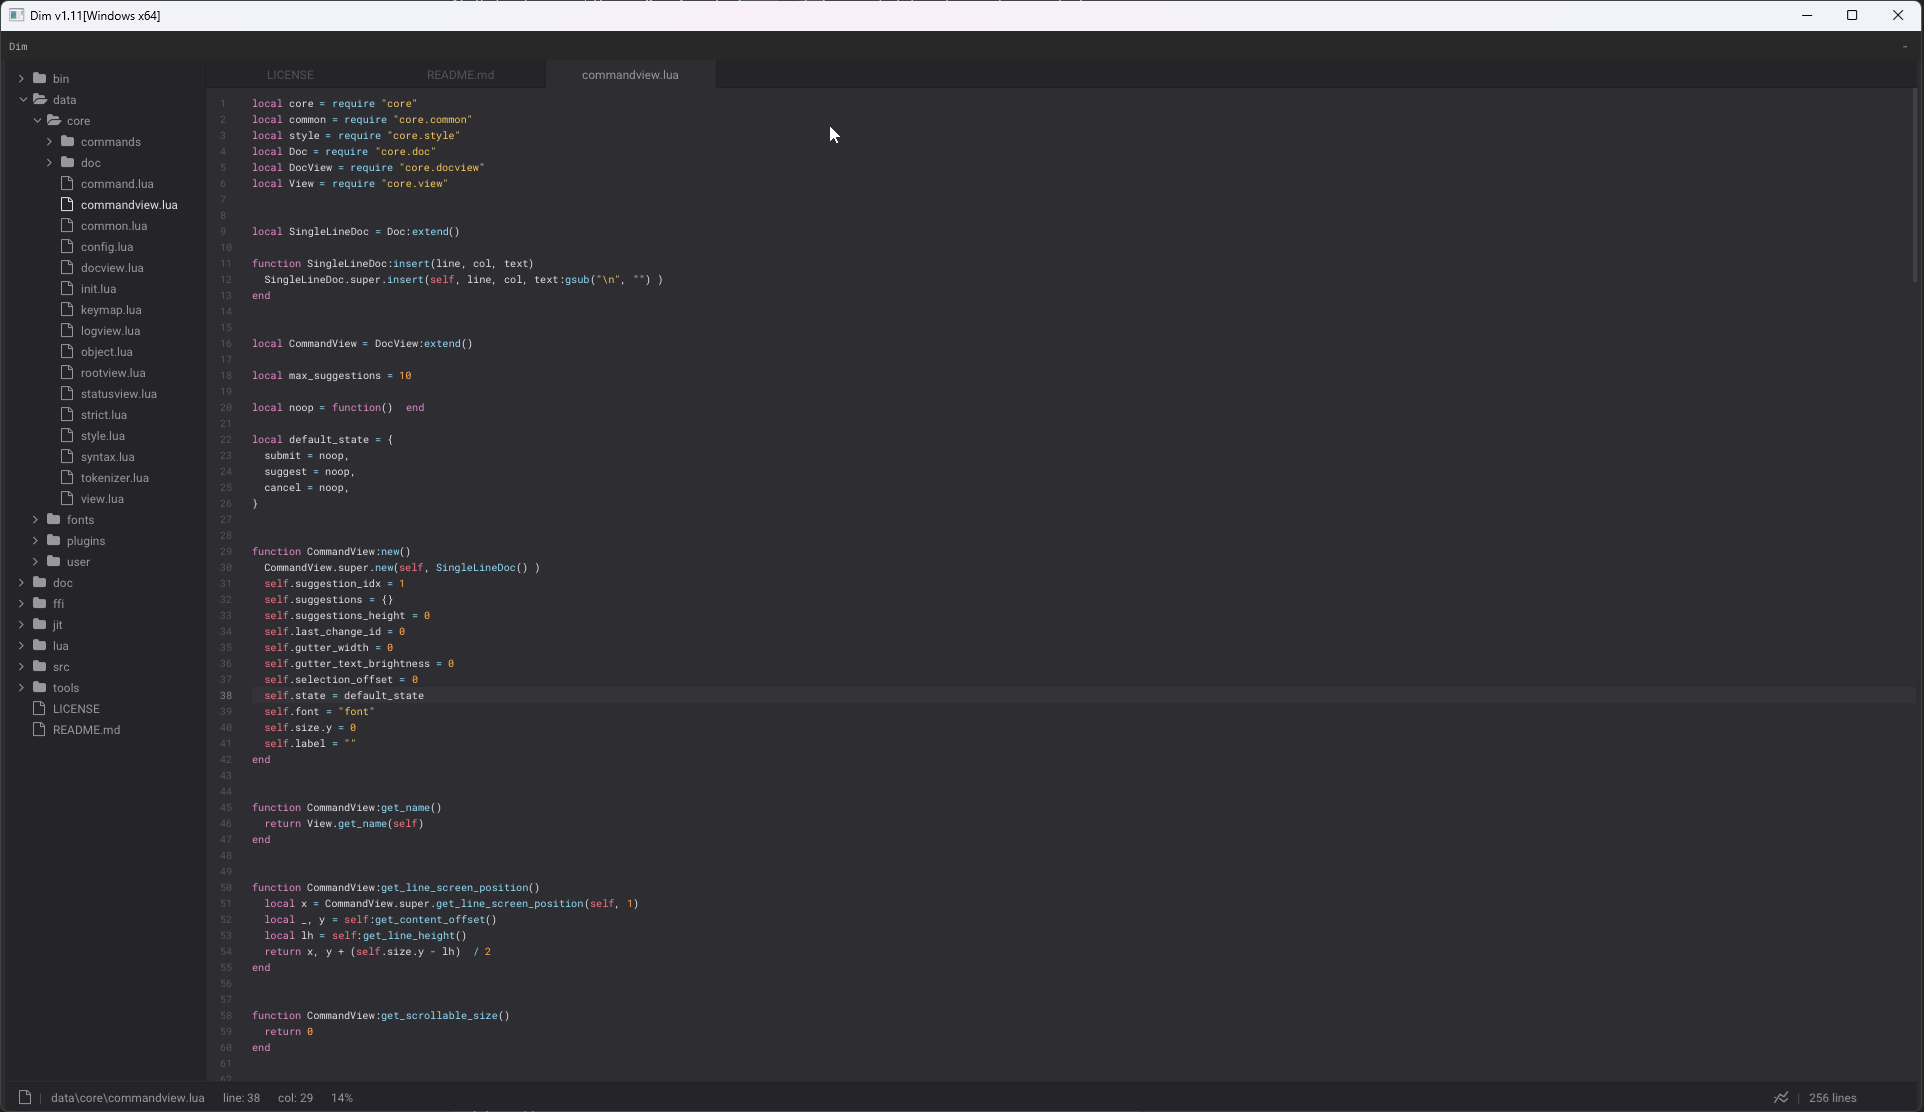 Dim v1.11[Windows x64]
Dim
-
bin
data
core
commands
doc
command.lua
commandview.lua
common.lua
config.lua
docview.lua
init.lua
keymap.lua
logview.lua
object.lua
rootview.lua
statusview.lua
strict.lua
style.lua
syntax.lua
tokenizer.lua
view.lua
fonts
plugins
user
doc
ffi
jit
lua
src
tools
LICENSE
README.md
LICENSE README.md commandview.lua
1 local core = require "core"
2 local common = require "core.common"
3 local style = require "core.style"
4 local Doc = require "core.doc"
5 local DocView = require "core.docview"
6 local View = require "core.view"
7
8
9 local SingleLineDoc = Doc:extend()
10
11 function SingleLineDoc:insert(line, col, text)
12   SingleLineDoc.super.insert(self, line, col, text:gsub("\n", "") )
13 end
14
15
16 local CommandView = DocView:extend()
17
18 local max_suggestions = 10
19
20 local noop = function()  end
21
22 local default_state = {
23   submit = noop,
24   suggest = noop,
25   cancel = noop,
26 }
27
28
29 function CommandView:new()
30   CommandView.super.new(self, SingleLineDoc() )
31   self.suggestion_idx = 1
32   self.suggestions = {}
33   self.suggestions_height = 0
34   self.last_change_id = 0
35   self.gutter_width = 0
36   self.gutter_text_brightness = 0
37   self.selection_offset = 0
38   self.state = default_state
39   self.font = "font"
40   self.size.y = 0
41   self.label = ""
42 end
43
44
45 function CommandView:get_name()
46   return View.get_name(self)
47 end
48
49
50 function CommandView:get_line_screen_position()
51   local x = CommandView.super.get_line_screen_position(self, 1)
52   local _, y = self:get_content_offset()
53   local lh = self:get_line_height()
54   return x, y + (self.size.y - lh)  / 2
55 end
56
57
58 function CommandView:get_scrollable_size()
59   return 0
60 end
61
62
data\core\commandview.lua line: 38 col: 29 14% 256 lines